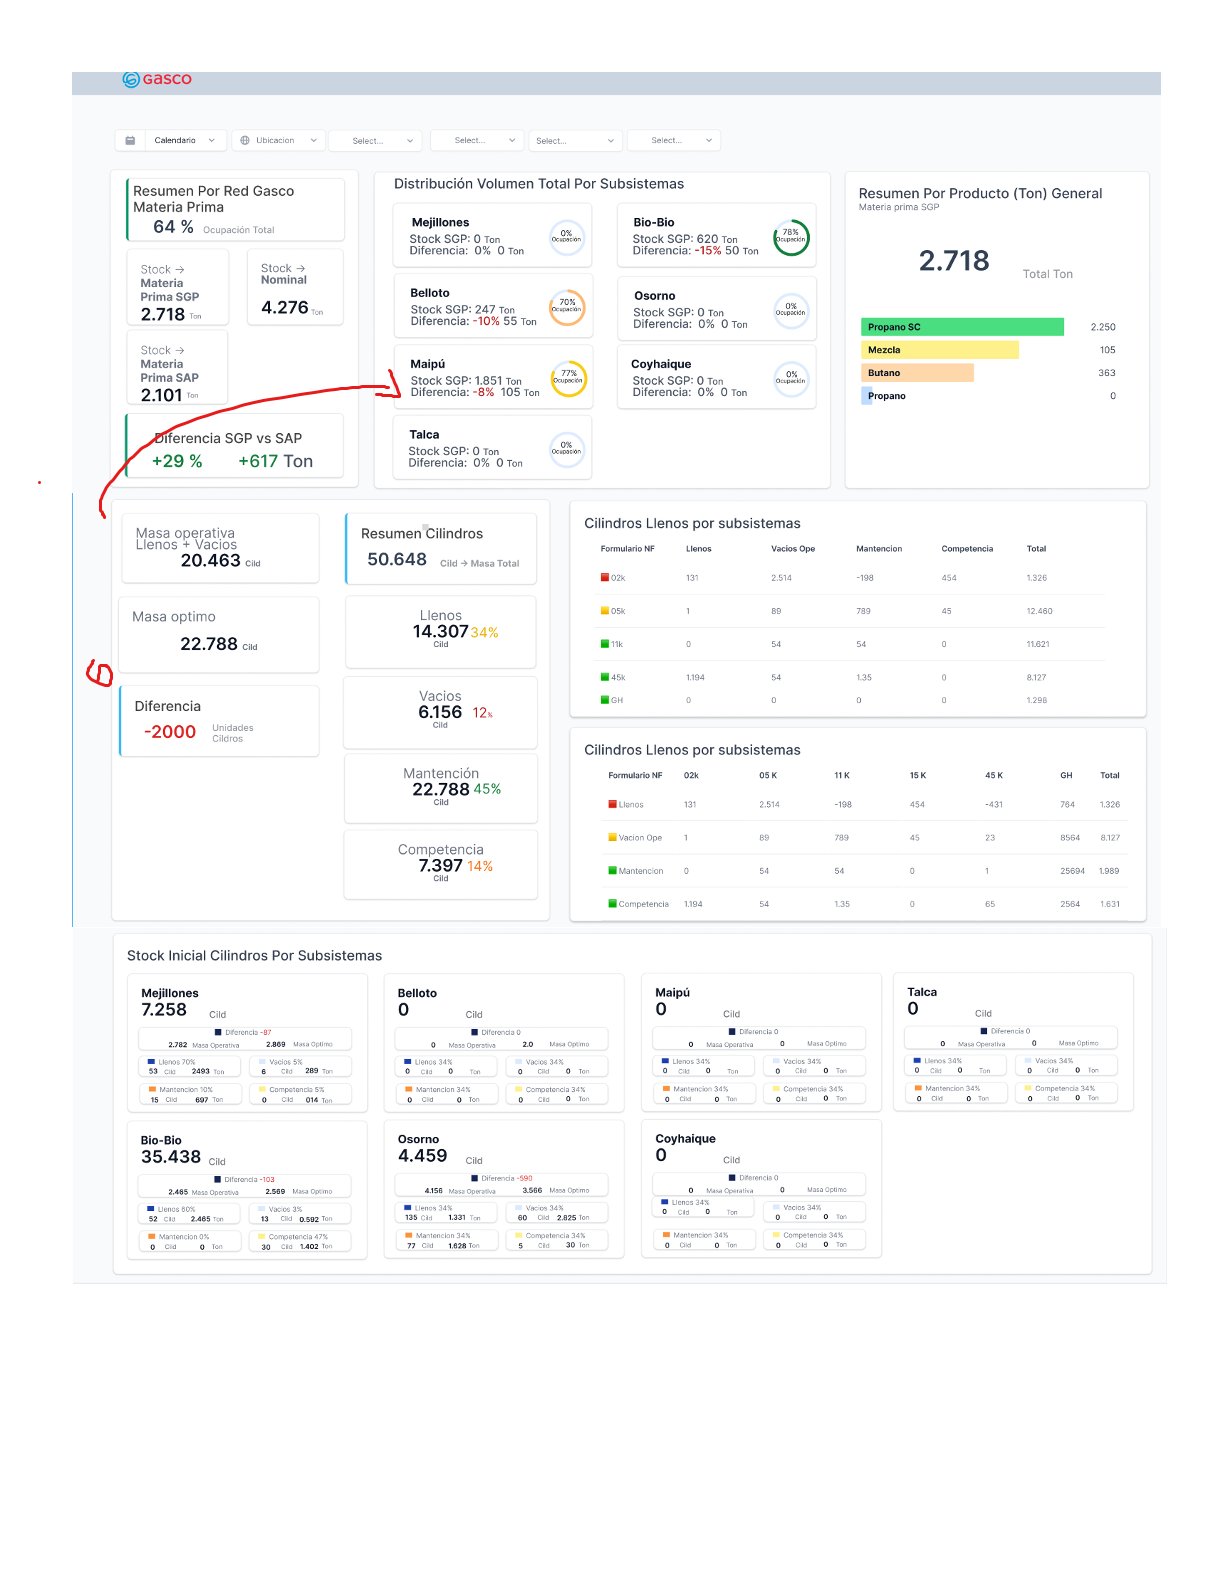 GASCO
Calendario
Ubicacion
Select...
Select...
Select...
Select...
Resumen Por Red Gasco
Materia Prima
64 % Ocupación Total
Stock →
Materia
Prima SGP
2.718 Ton
Stock →
Nominal
4.276 Ton
Stock →
Materia
Prima SAP
2.101 Ton
Diferencia SGP vs SAP
+29 % +617 Ton
Distribución Volumen Total Por Subsistemas
Mejillones
Stock SGP: 0 Ton
Diferencia: 0% 0 Ton
0%
Ocupación
Bio-Bio
Stock SGP: 620 Ton
Diferencia: -15% 50 Ton
78%
Ocupación
Belloto
Stock SGP: 247 Ton
Diferencia: -10% 55 Ton
70%
Ocupación
Osorno
Stock SGP: 0 Ton
Diferencia: 0% 0 Ton
0%
Ocupación
Maipú
Stock SGP: 1.851 Ton
Diferencia: -8% 105 Ton
77%
Ocupación
Coyhaique
Stock SGP: 0 Ton
Diferencia: 0% 0 Ton
0%
Ocupación
Talca
Stock SGP: 0 Ton
Diferencia: 0% 0 Ton
0%
Ocupación
Resumen Por Producto (Ton) General
Materia prima SGP
2.718 Total Ton
Propano SC 2.250
Mezcla 105
Butano 363
Propano 0
Masa operativa
Llenos + Vacios
20.463 Cild
Masa optimo
22.788 Cild
6
Diferencia
-2000 Unidades
Cildros
Resumen Cilindros
50.648 Cild → Masa Total
Llenos
14.307 34%
Cild
Vacios
6.156 12%
Cild
Mantención
22.788 45%
Cild
Competencia
7.397 14%
Cild
Cilindros Llenos por subsistemas
Formulario NF Llenos Vacios Ope Mantencion Competencia Total
02k 131 2.514 -198 454 1.326
05k 1 89 789 45 12.460
11k 0 54 54 0 11.621
45k 1.194 54 1.35 0 8.127
GH 0 0 0 0 1.298
Cilindros Llenos por subsistemas
Formulario NF 02k 05 K 11 K 15 K 45 K GH Total
Llenos 131 2.514 -198 454 -431 764 1.326
Vacion Ope 1 89 789 45 23 8564 8.127
Mantencion 0 54 54 0 1 25694 1.989
Competencia 1.194 54 1.35 0 65 2564 1.631
Stock Inicial Cilindros Por Subsistemas
Mejillones
7.258 Cild
Diferencia -87
2.782 Masa Operativa 2.869 Masa Optimo
Llenos 70%
53 Cild 2493 Ton
Vacios 5%
6 Cild 289 Ton
Mantencion 10%
15 Cild 697 Ton
Competencia 5%
0 Cild 014 Ton
Belloto
0 Cild
Diferencia 0
0 Masa Operativa 2.0 Masa Optimo
Llenos 34%
0 Cild 0 Ton
Vacios 34%
0 Cild 0 Ton
Mantencion 34%
0 Cild 0 Ton
Competencia 34%
0 Cild 0 Ton
Maipú
0 Cild
Diferencia 0
0 Masa Operativa 0 Masa Optimo
Llenos 34%
0 Cild 0 Ton
Vacios 34%
0 Cild 0 Ton
Mantencion 34%
0 Cild 0 Ton
Competencia 34%
0 Cild 0 Ton
Talca
0 Cild
Diferencia 0
0 Masa Operativa 0 Masa Optimo
Llenos 34%
0 Cild 0 Ton
Vacios 34%
0 Cild 0 Ton
Mantencion 34%
0 Cild 0 Ton
Competencia 34%
0 Cild 0 Ton
Bio-Bio
35.438 Cild
Diferencia -103
2.465 Masa Operativa 2.569 Masa Optimo
Llenos 60%
52 Cild 2.465 Ton
Vacios 3%
13 Cild 0.592 Ton
Mantencion 0%
0 Cild 0 Ton
Competencia 47%
30 Cild 1.402 Ton
Osorno
4.459 Cild
Diferencia -590
4.156 Masa Operativa 3.566 Masa Optimo
Llenos 34%
135 Cild 1.331 Ton
Vacios 34%
60 Cild 2.825 Ton
Mantencion 34%
77 Cild 1.628 Ton
Competencia 34%
5 Cild 30 Ton
Coyhaique
0 Cild
Diferencia 0
0 Masa Operativa 0 Masa Optimo
Llenos 34%
0 Cild 0 Ton
Vacios 34%
0 Cild 0 Ton
Mantencion 34%
0 Cild 0 Ton
Competencia 34%
0 Cild 0 Ton